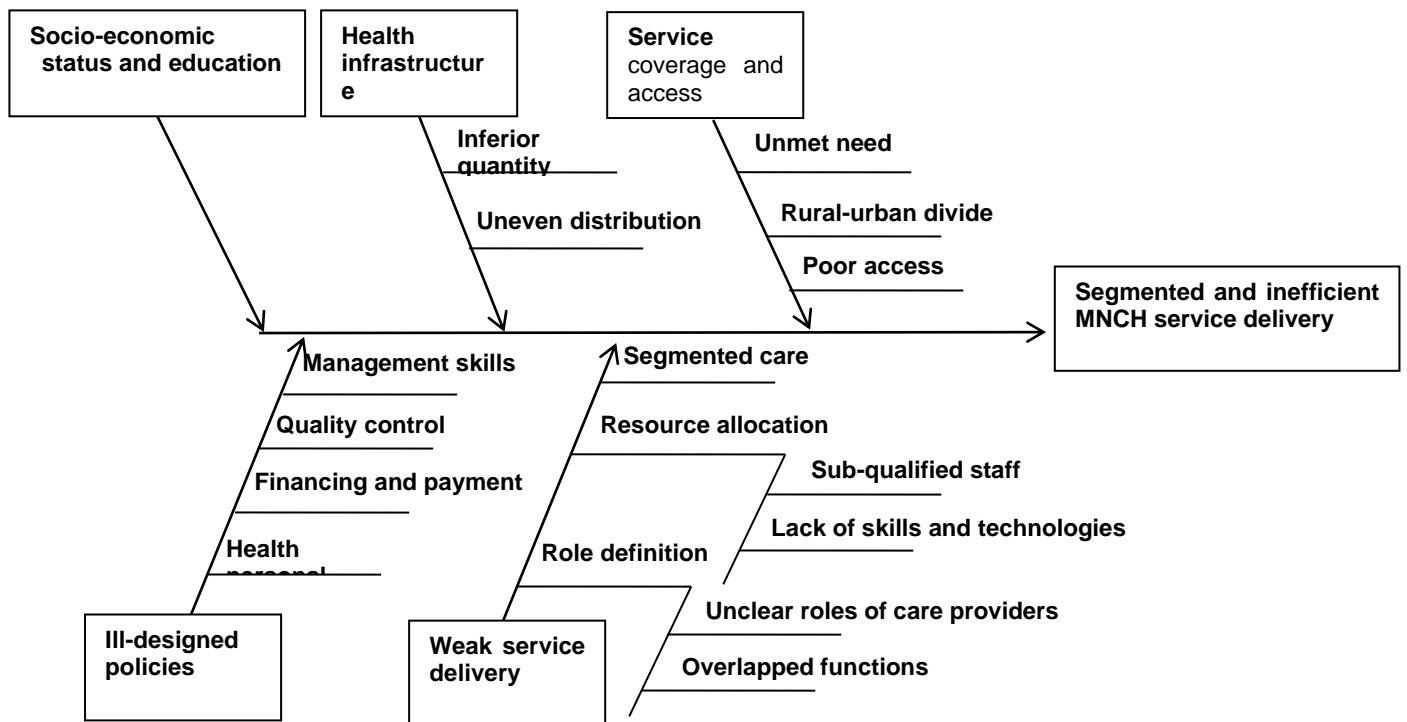 Socio-economic
status and education
Health
infrastructur
e
Service
coverage and
access
Inferior
quantity
Uneven distribution
Unmet need
Rural-urban divide
Poor access
Segmented and inefficient
MNCH service delivery
Management skills
Quality control
Financing and payment
Health
personal
Segmented care
Resource allocation
Sub-qualified staff
Lack of skills and technologies
Role definition
Unclear roles of care providers
Overlapped functions
Ill-designed
policies
Weak service
delivery